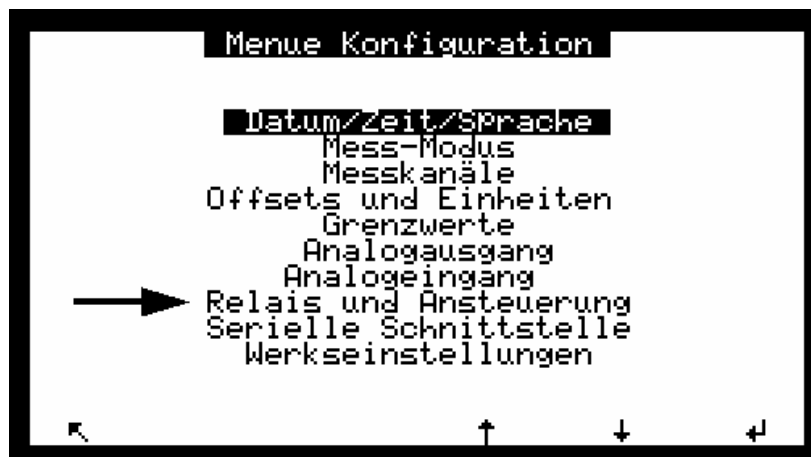 Menue Konfiguration
Datum/Zeit/Sprache
Mess-Modus
Messkanäle
Offsets und Einheiten
Grenzwerte
Analogausgang
Analogeingang
Relais und Ansteuerung
Serielle Schnittstelle
Werkseinstellungen